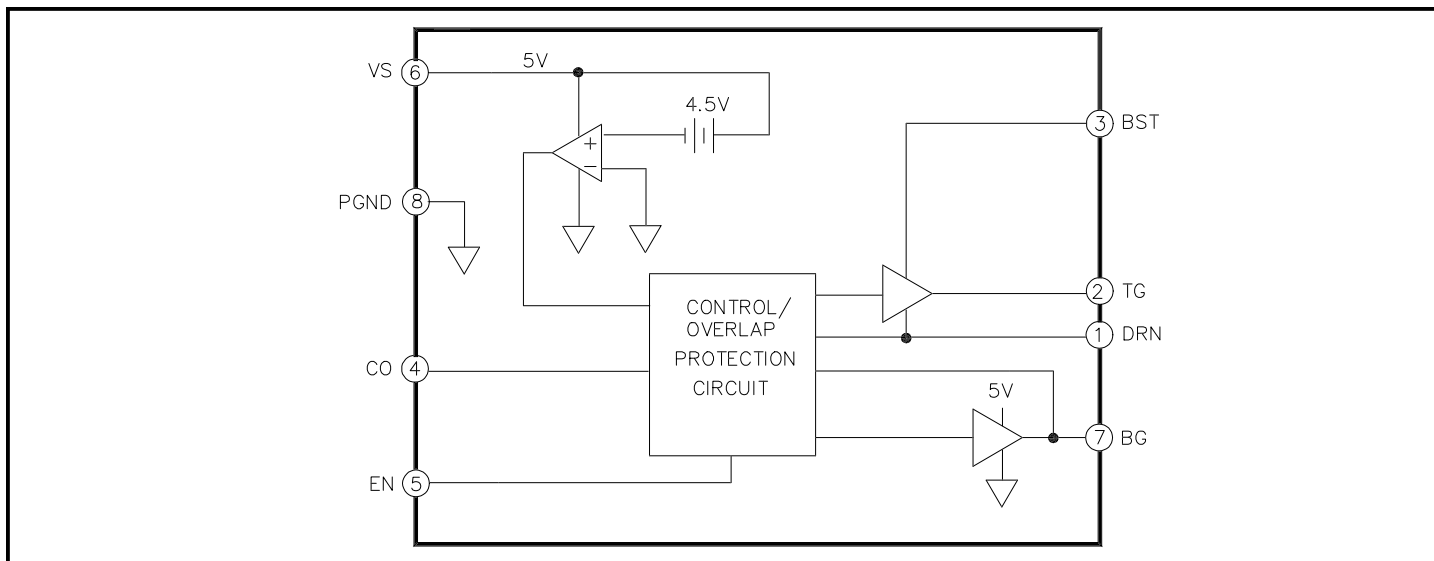 VS 6 5V
4.5V
+
−
3 BST
PGND 8
2 TG
CONTROL/
OVERLAP
PROTECTION
CIRCUIT
1 DRN
CO 4
5V
7 BG
EN 5